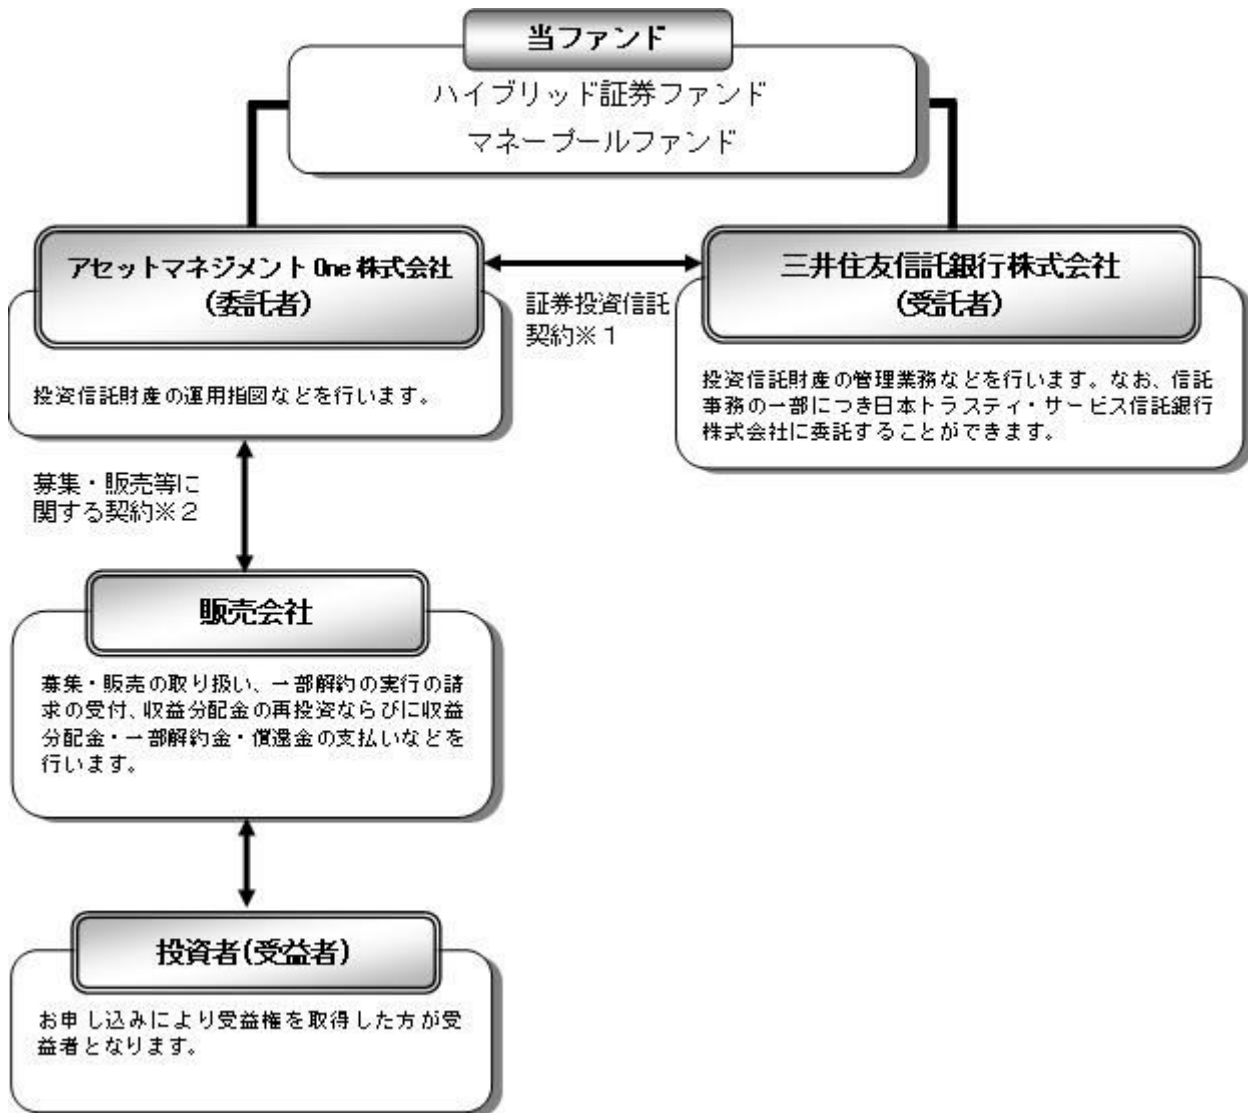 当ファンド
ハイブリッド証券ファンド
マネープールファンド
アセットマネジメント One 株式会社
(委託者)
投資信託財産の運用指図などを行います。
証券投資信託
契約※1
三井住友信託銀行株式会社
(受託者)
投資信託財産の管理業務などを行います。なお、信託
事務の一部につき日本トラスティ・サービス信託銀行
株式会社に委託することができます。
募集・販売等に
関する契約※2
販売会社
募集・販売の取り扱い、一部解約の実行の請
求の受付、収益分配金の再投資ならびに収益
分配金・一部解約金・償還金の支払いなどを
行います。
投資者(受益者)
お申し込みにより受益権を取得した方が受
益者となります。